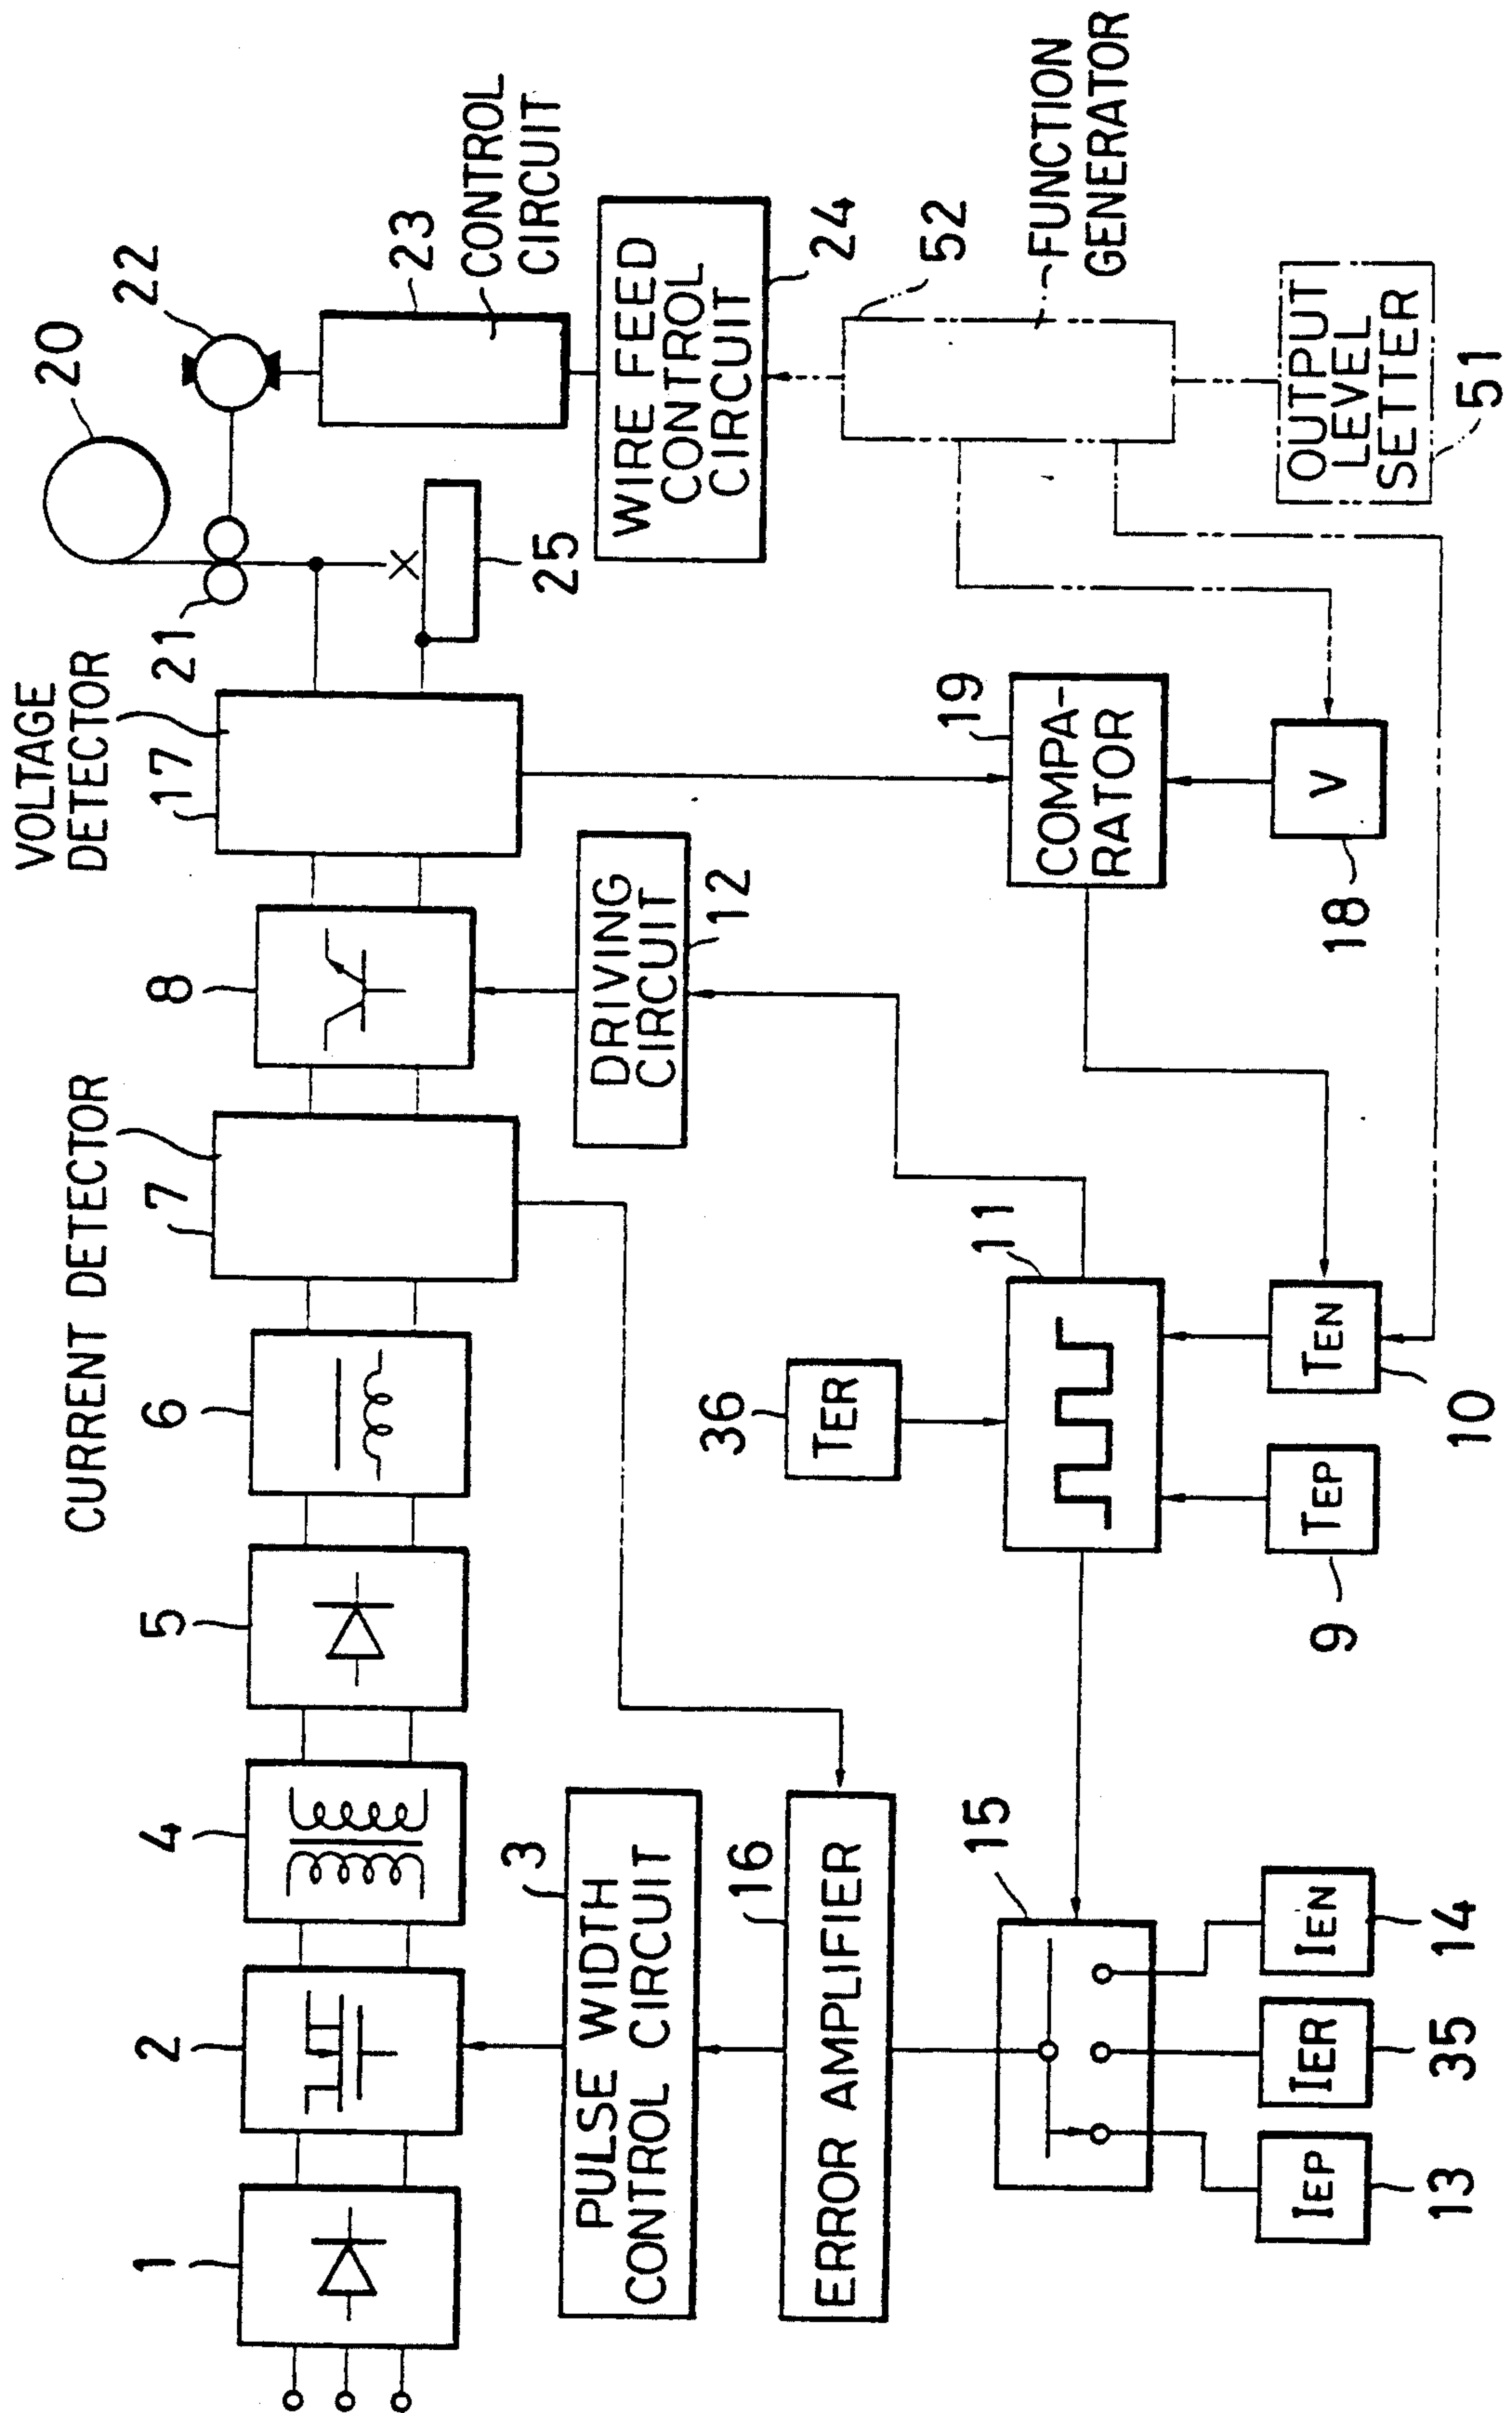 VOLTAGE
DETECTOR
CURRENT DETECTOR
20
22
21
17
8
7
6
5
4
2
1
23
CONTROL
CIRCUIT
25
WIRE FEED
CONTROL
CIRCUIT
24
DRIVING
CIRCUIT
12
3
PULSE WIDTH
CONTROL CIRCUIT
16
ERROR AMPLIFIER
52
FUNCTION
GENERATOR
OUTPUT
LEVEL
SETTER
51
19
COMPA-
RATOR
V
18
11
36
TER
TEN
10
TEP
9
15
IEN
14
IER
35
IEP
13